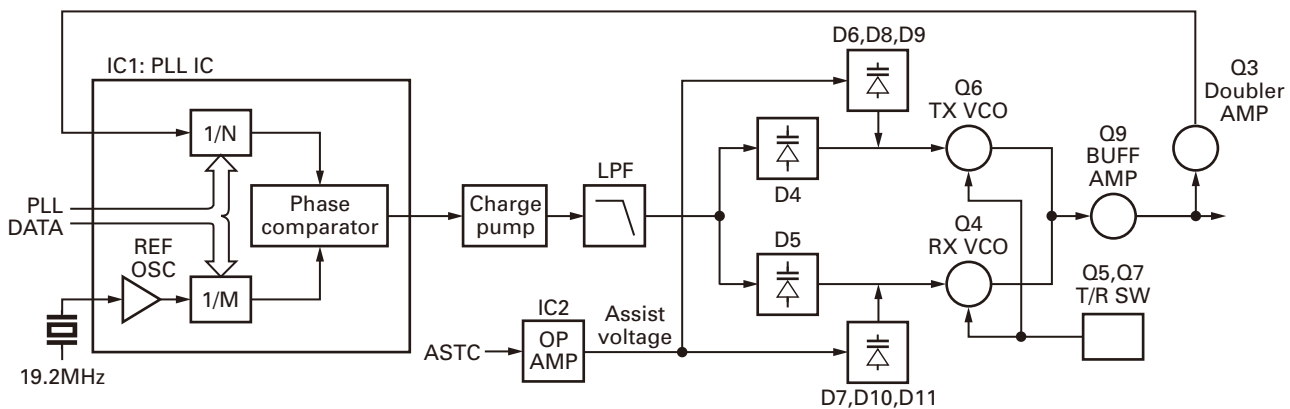 IC1: PLL IC
1/N
PLL
DATA
REF
OSC
1/M
19.2MHz
Phase
comparator
Charge
pump
LPF
ASTC
IC2
OP
AMP
Assist
voltage
D4
D5
D6,D8,D9
D7,D10,D11
Q6
TX VCO
Q4
RX VCO
Q9
BUFF
AMP
Q5,Q7
T/R SW
Q3
Doubler
AMP